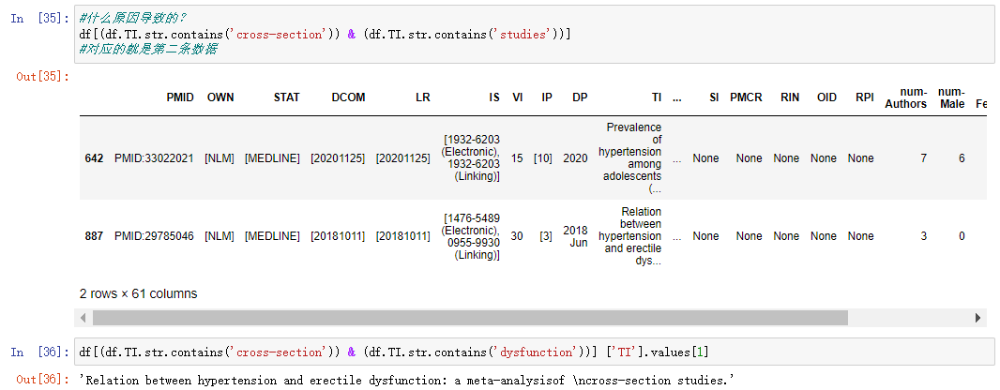 In [35]: #什么原因导致的?
df[(df.TI.str.contains('cross-section')) & (df.TI.str.contains('studies'))]
#对应的就是第二条数据
Out[35]:
PMID OWN STAT DCOM LR IS VI IP DP TI ... SI PMCR RIN OID RPI num-Authors num-Male Fe
642 PMID:33022021 [NLM] [MEDLINE] [20201125] [20201125] [1932-6203 (Electronic), 1932-6203 (Linking)] 15 [10] 2020 Prevalence of hypertension among adolescents (... ... None None None None None 7 6
887 PMID:29785046 [NLM] [MEDLINE] [20181011] [20181011] [1476-5489 (Electronic), 0955-9930 (Linking)] 30 [3] 2018 Jun Relation between hypertension and erectile dys... ... None None None None None 3 0
2 rows × 61 columns
In [36]: df[(df.TI.str.contains('cross-section')) & (df.TI.str.contains('dysfunction'))] ['TI'].values[1]
Out[36]: 'Relation between hypertension and erectile dysfunction: a meta-analysisof \ncross-section studies.'